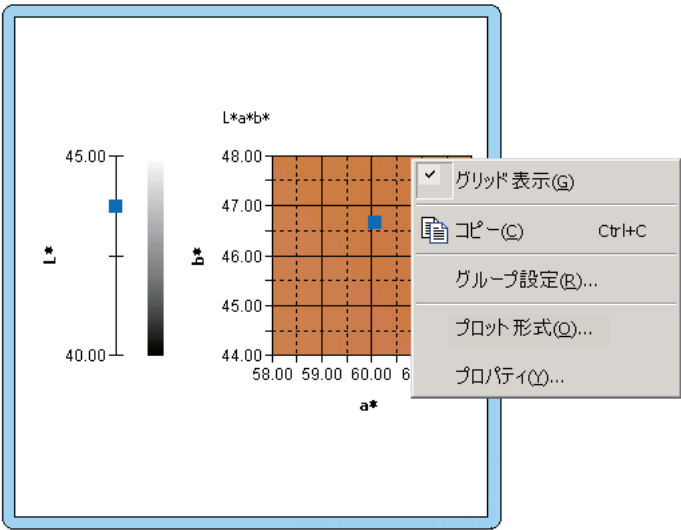 L*a*b*
45.00
40.00
L*
48.00
47.00
46.00
45.00
44.00
b*
58.00 59.00 60.00 6
a*
グリッド表示(G)
コピー(C) Ctrl+C
グループ設定(R)...
プロット形式(O)...
プロパティ(Y)...